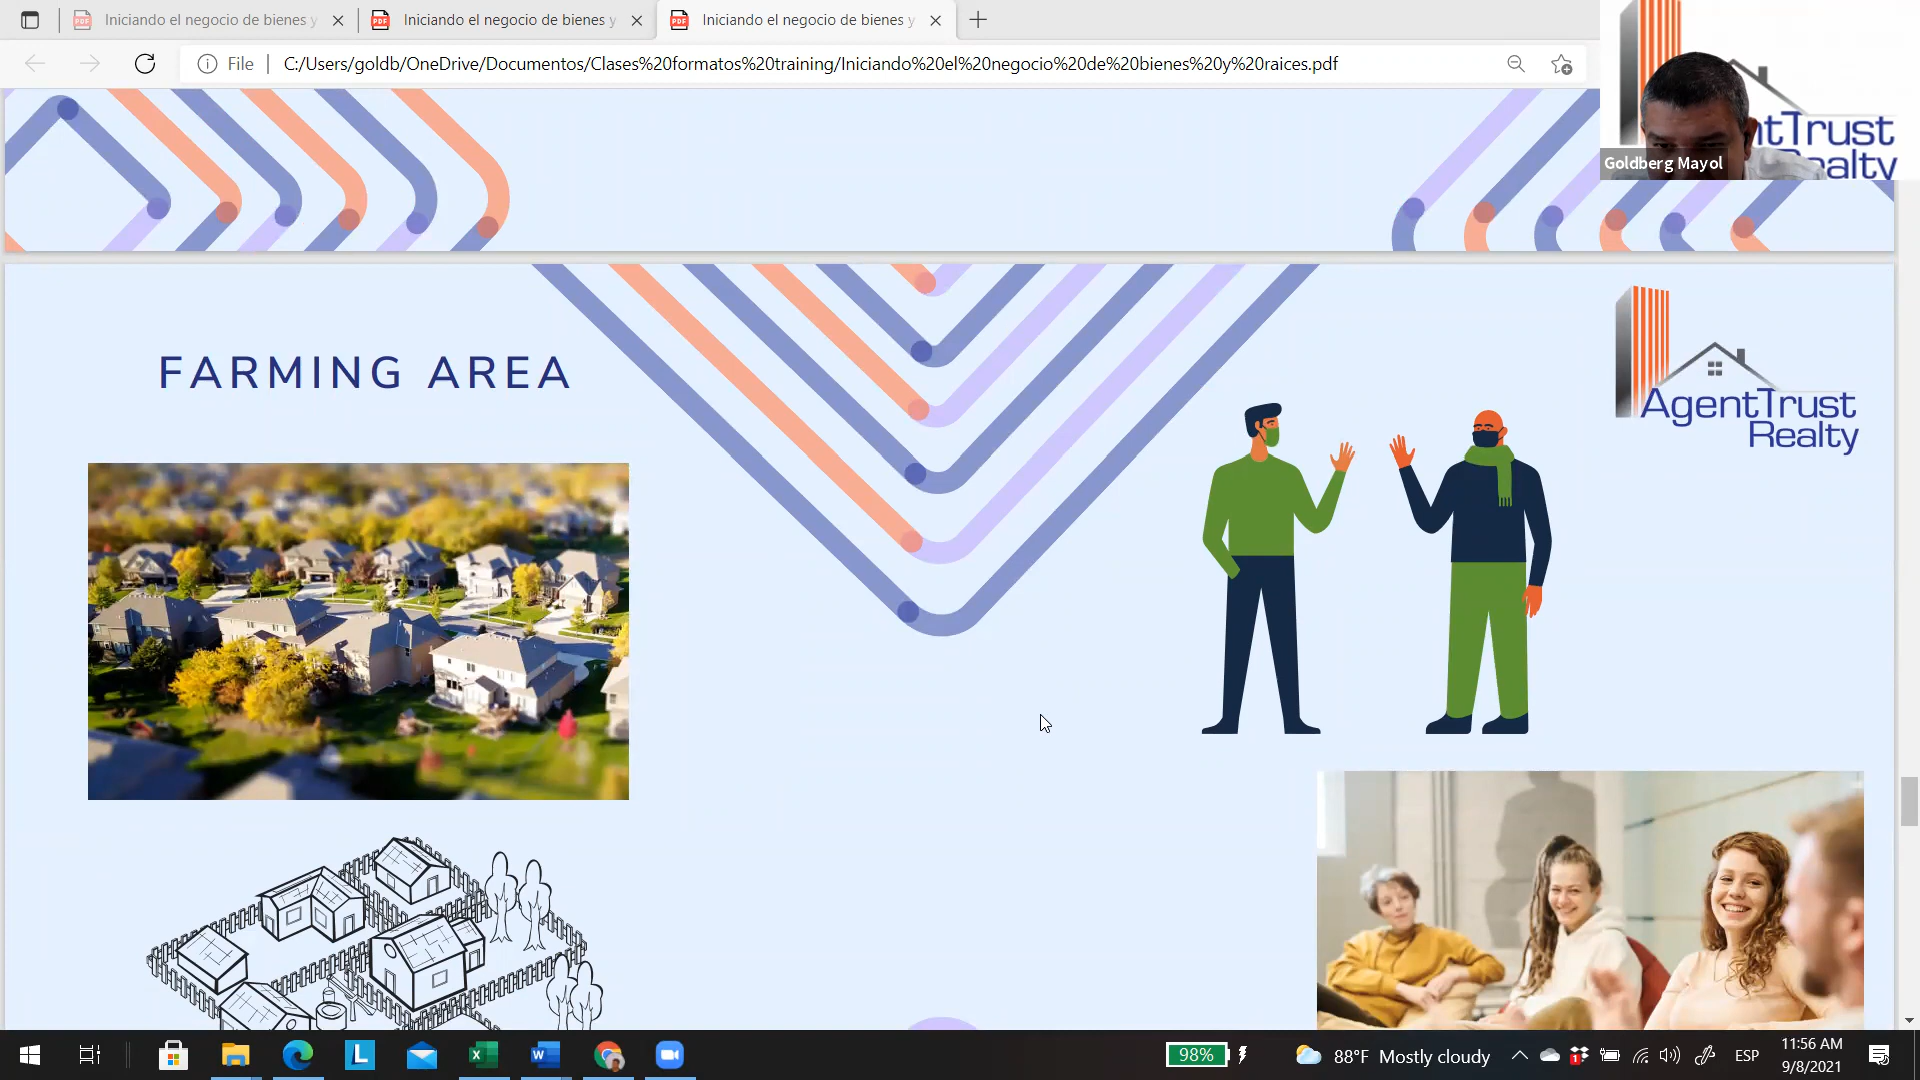 Iniciando el negocio de bienes y
Iniciando el negocio de bienes y
Iniciando el negocio de bienes y
File
C:/Users/goldb/OneDrive/Documentos/Clases%20formatos%20training/Iniciando%20el%20negocio%20de%20bienes%20y%20raices.pdf
ntTrust
Realty
Goldberg Mayol
FARMING AREA
AgentTrust
Realty
98%
88°F Mostly cloudy
ESP
11:56 AM
9/8/2021